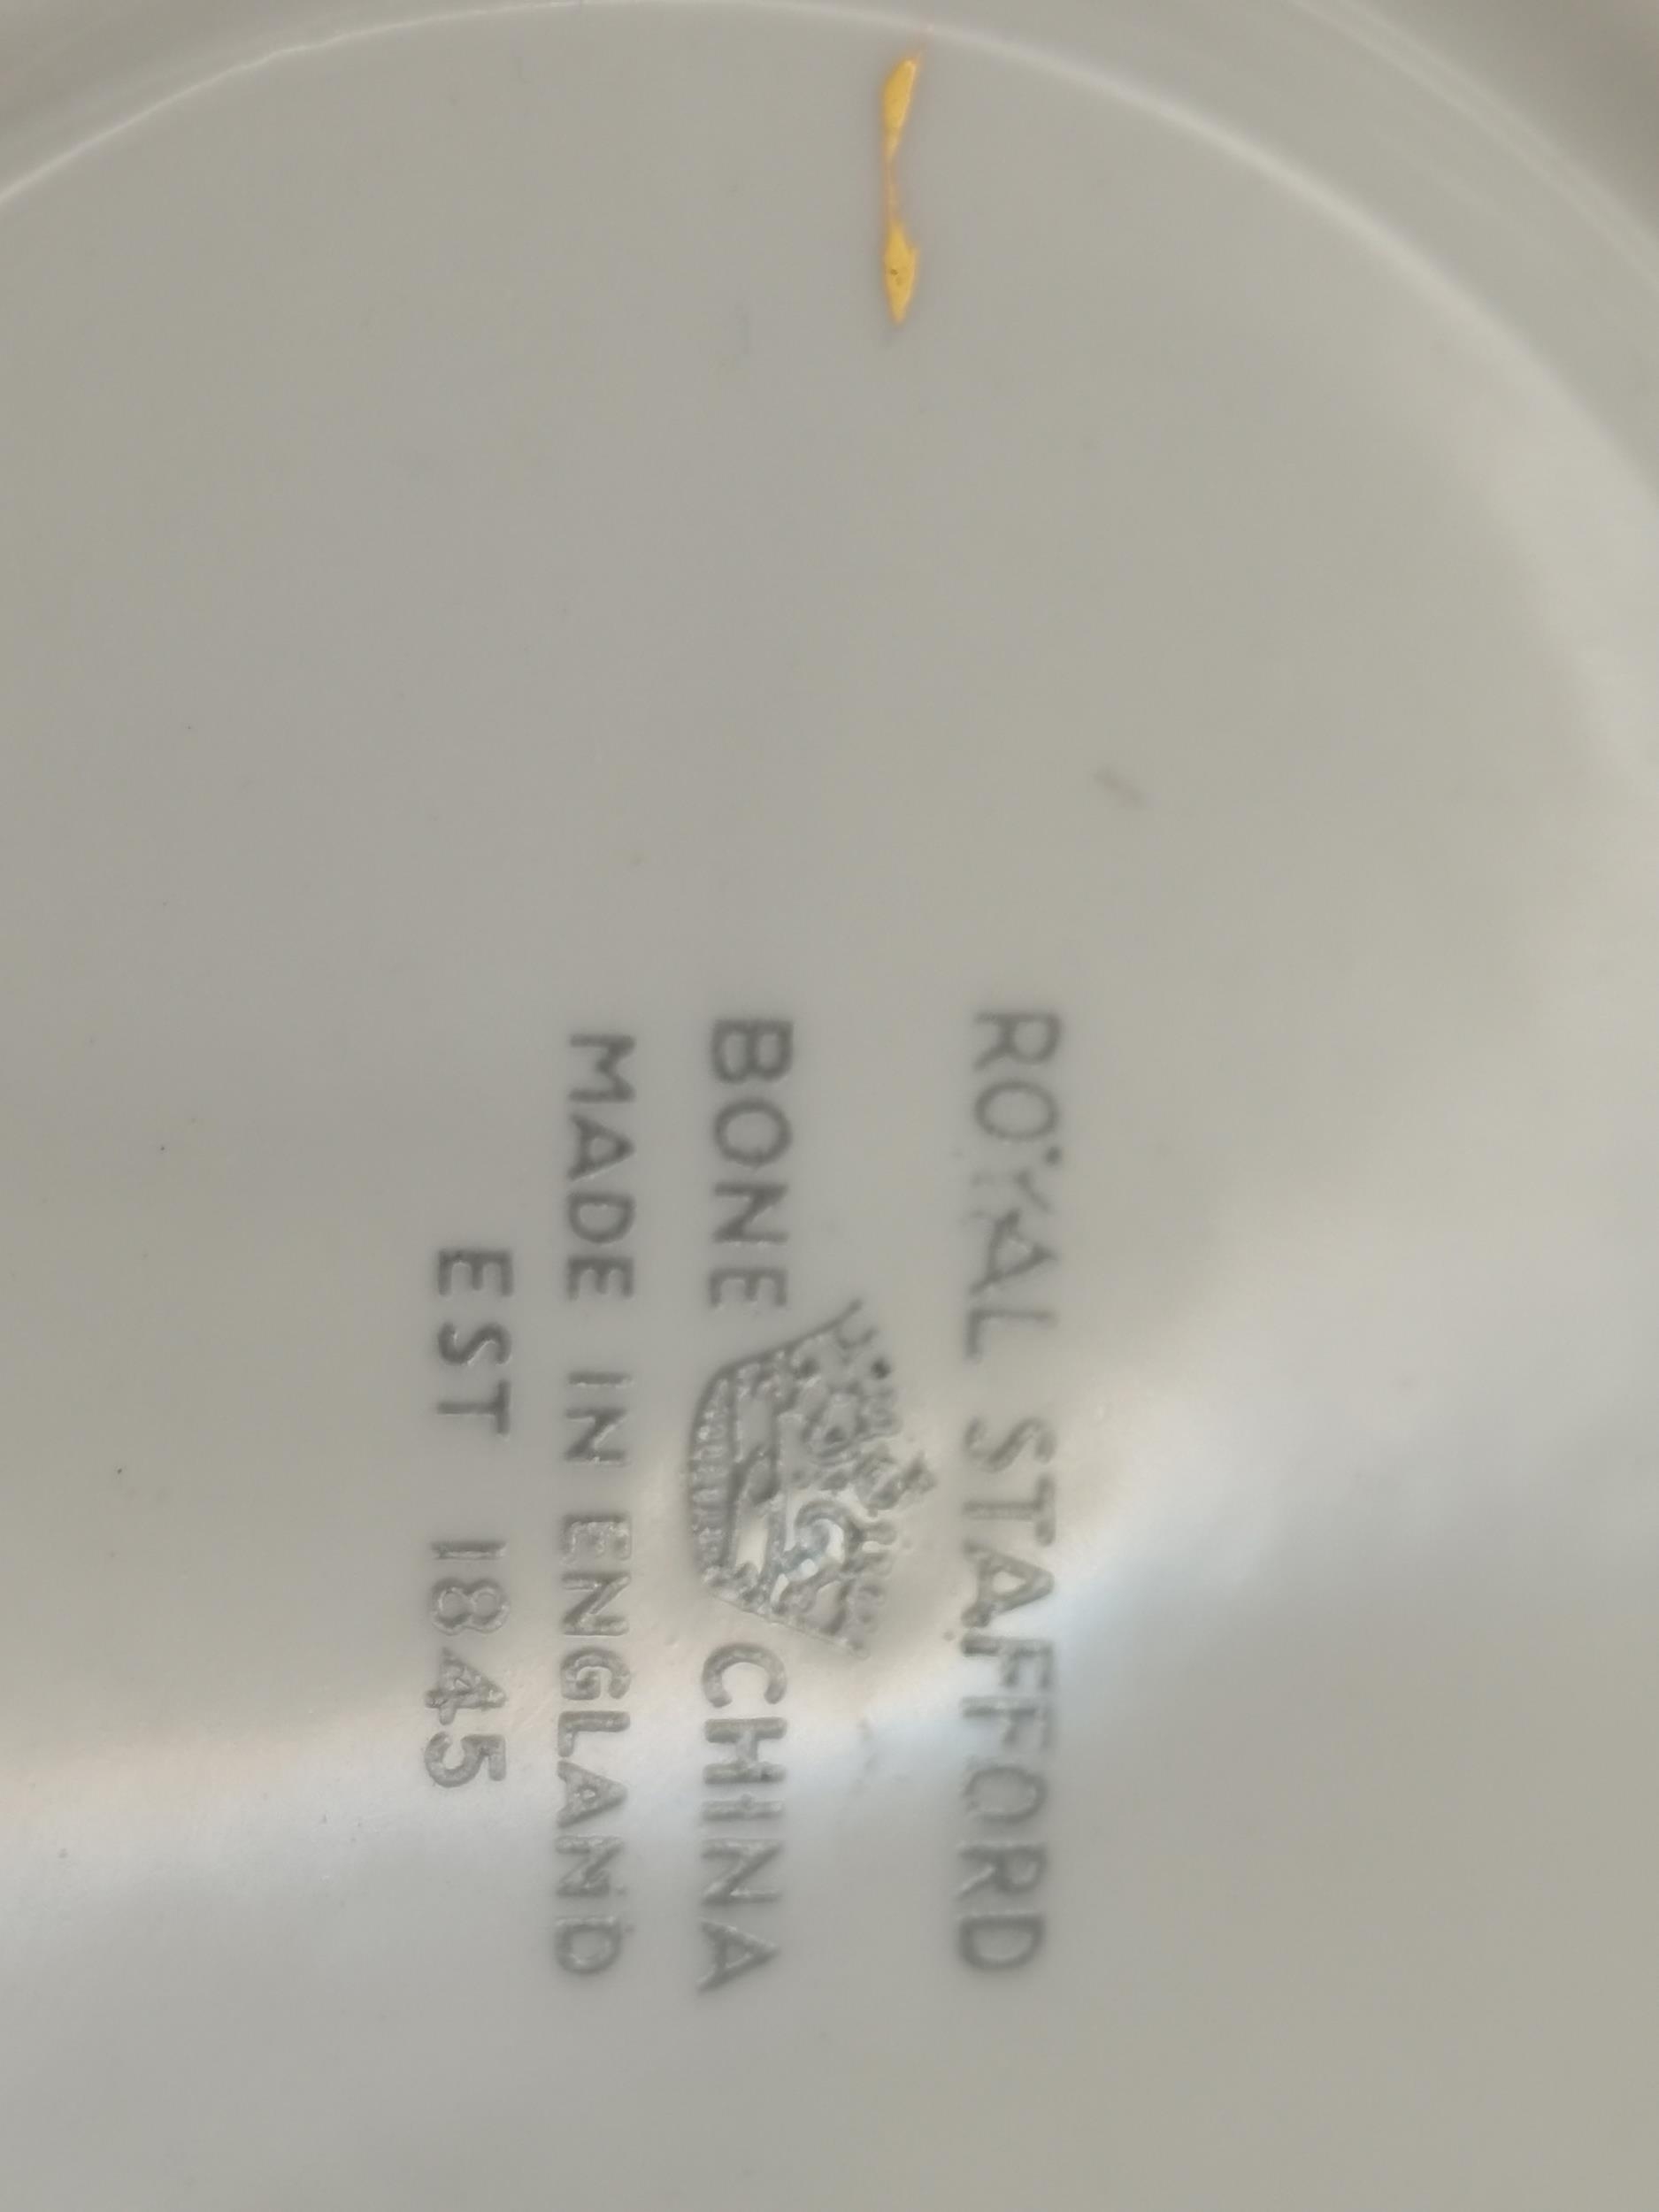 ROYAL STAFFORD
BONE CHINA
MADE IN ENGLAND
EST 1845